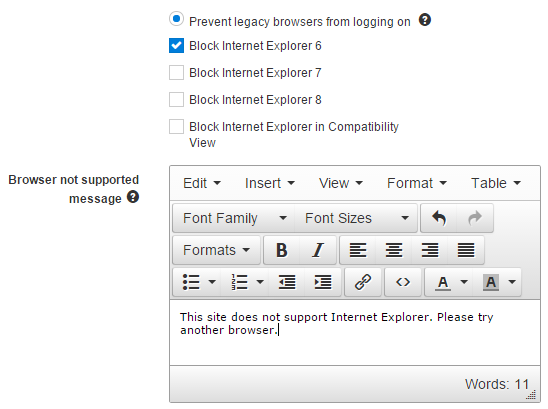 Prevent legacy browsers from logging on ?
Block Internet Explorer 6
Block Internet Explorer 7
Block Internet Explorer 8
Block Internet Explorer in Compatibility
View
Browser not supported
message ?
Edit Insert View Format Table
Font Family Font Sizes
Formats B I
A A
This site does not support Internet Explorer. Please try
another browser.
Words: 11